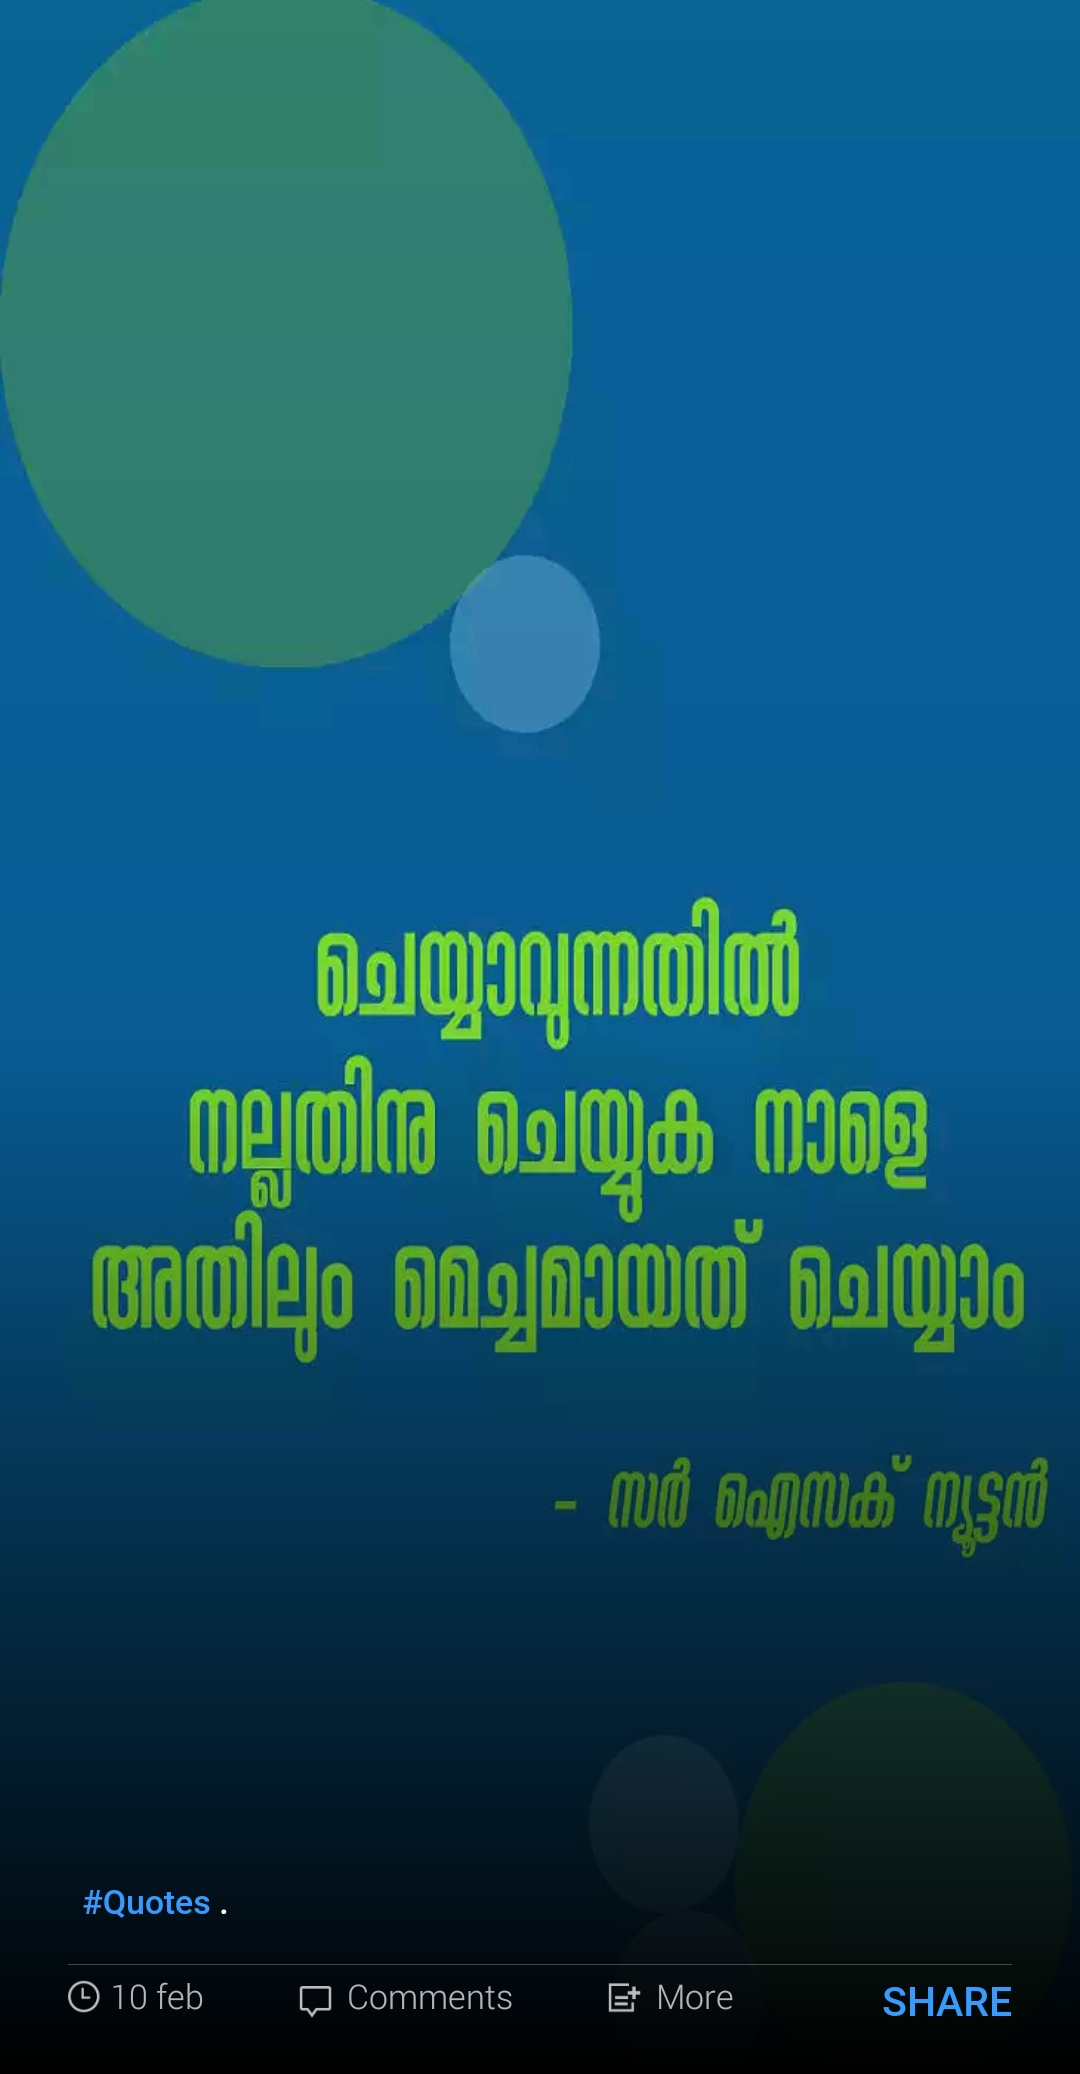 ചെയ്യാവുന്നതിൽ
നല്ലതിനു ചെയ്യുക നാളെ
അതിലും മെച്ചമായത് ചെയ്യാം
- സർ ഐസക് ന്യൂട്ടൻ
#Quotes .
10 feb Comments More SHARE